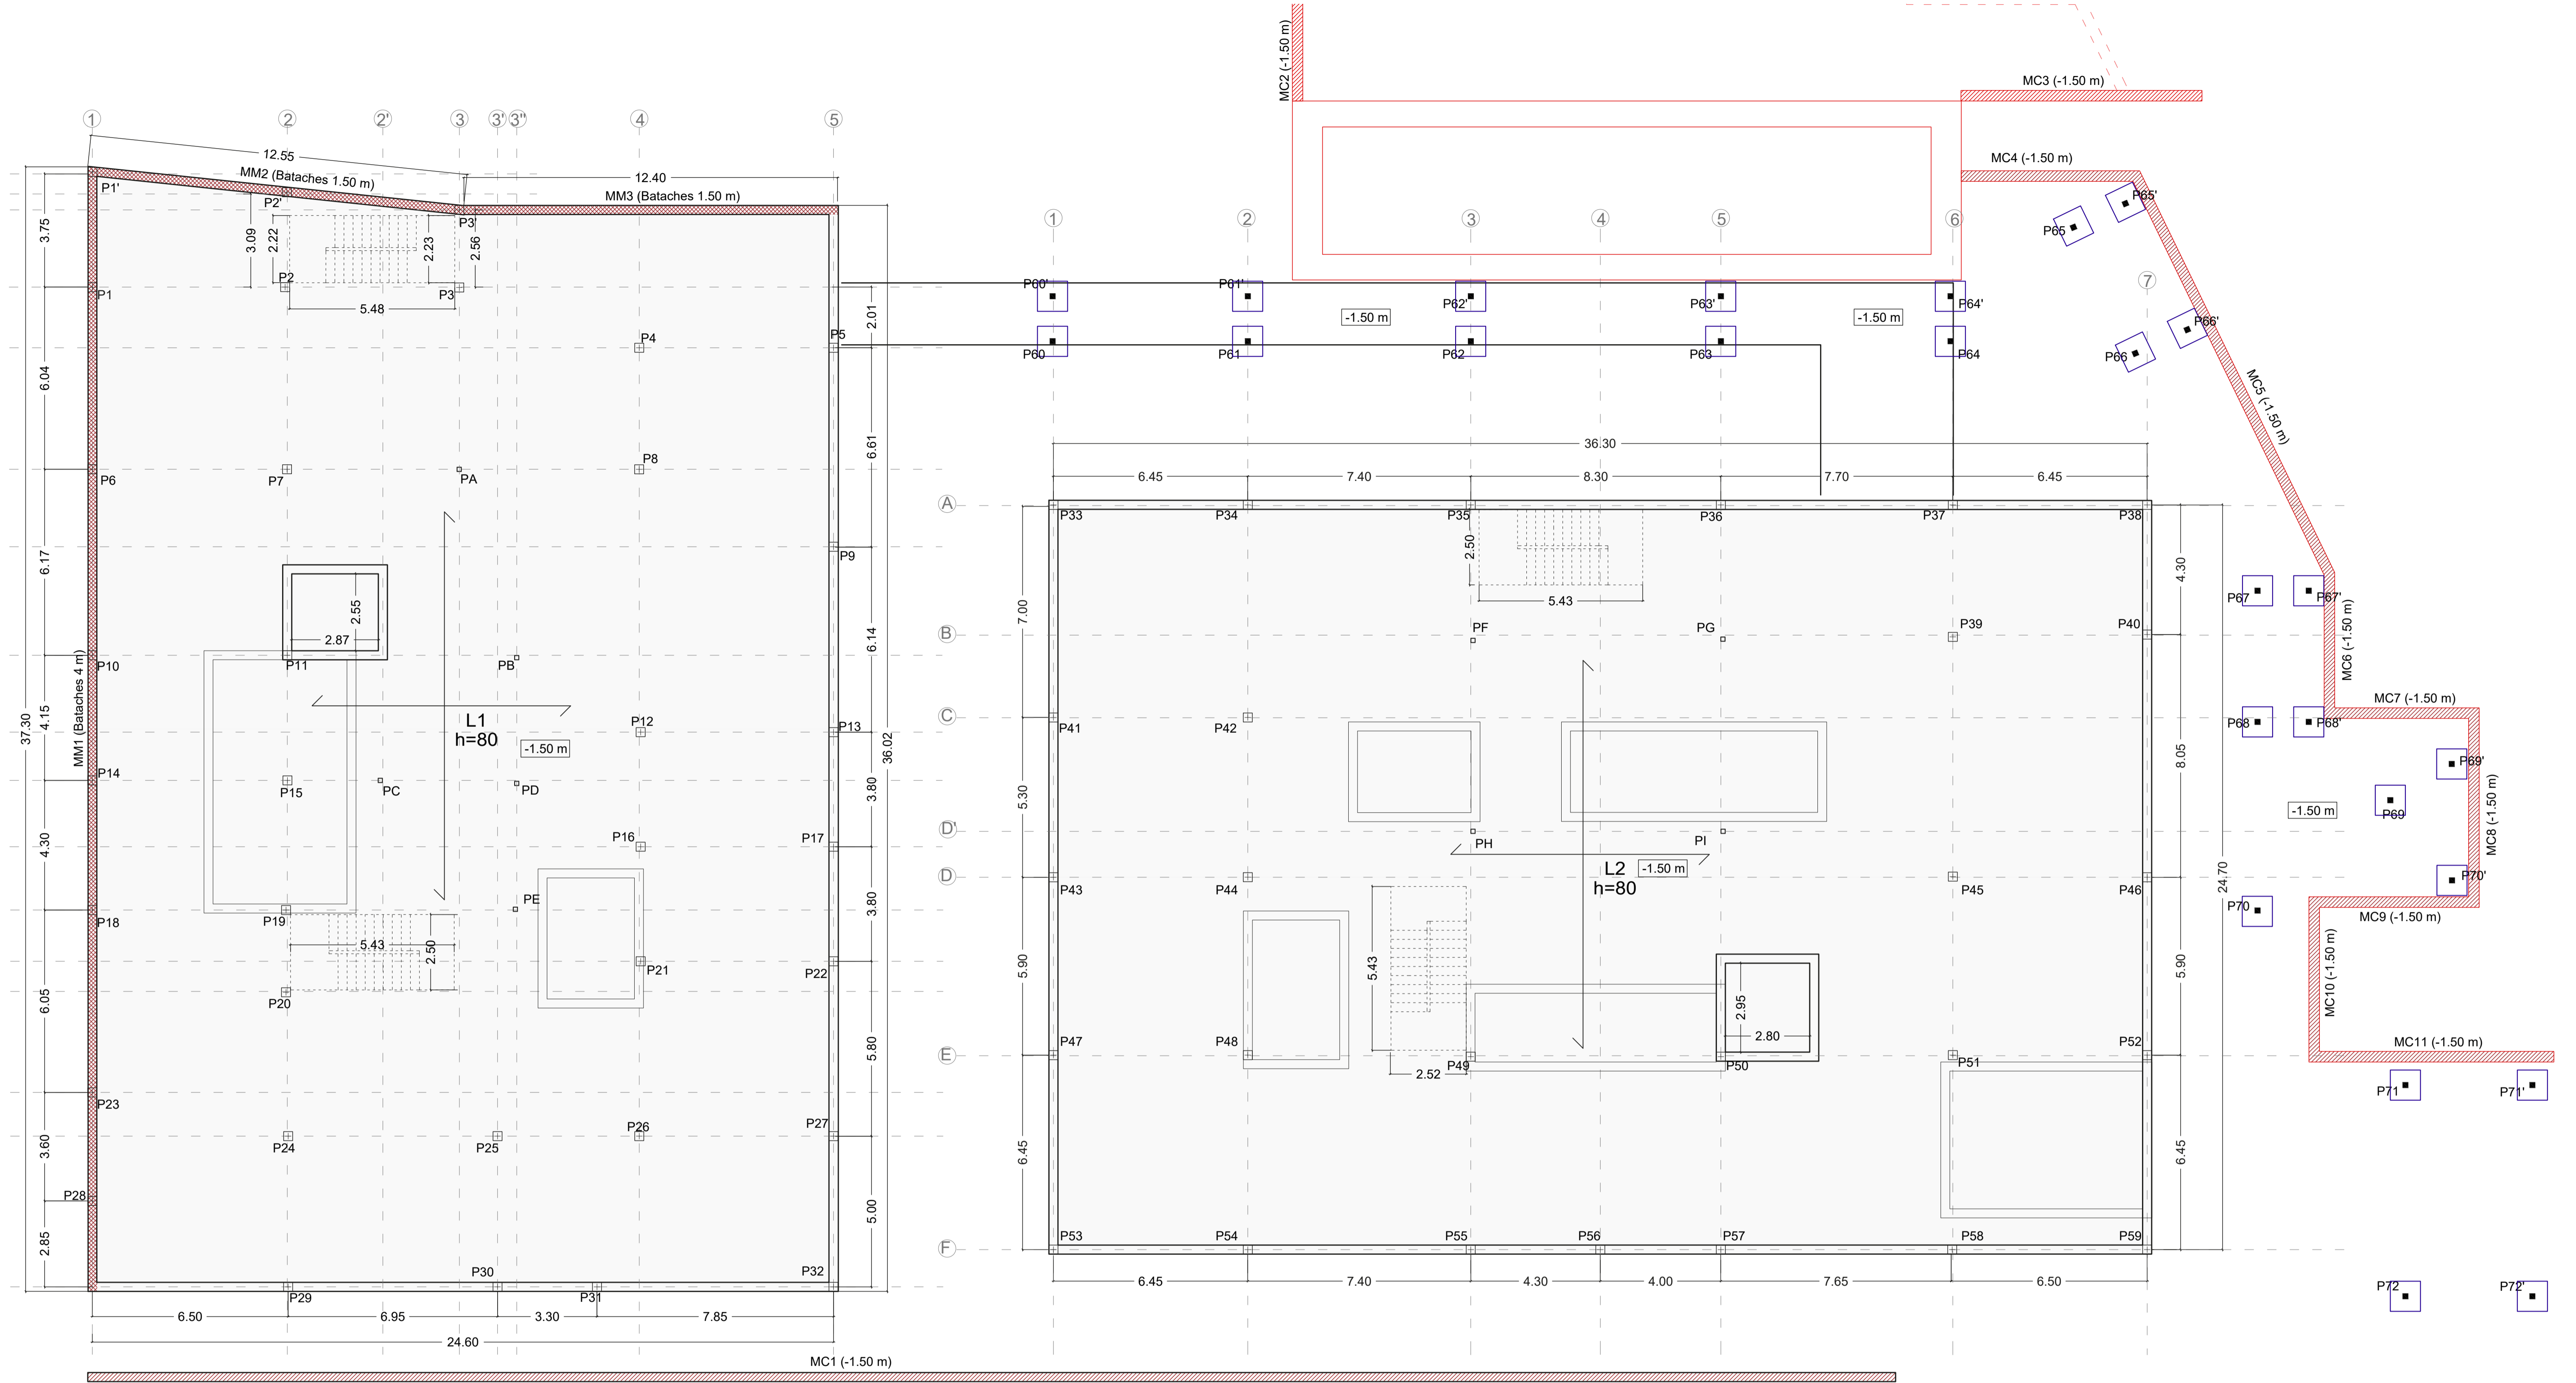 MC2 (-1.50 m)
MC3 (-1.50 m)
1
2
2'
3
3'
3"
4
5
12.55
MM2 (Bataches 1.50 m)
12.40
MM3 (Bataches 1.50 m)
MC4 (-1.50 m)
P1'
P2'
P3'
P65'
P65
3.75
3.09
2.22
2.23
2.56
1
2
3
4
5
6
7
P1
P2
P3
5.48
2.01
P60'
P61'
P62'
P63'
P64'
-1.50 m
-1.50 m
P66'
P4
P5
P60
P61
P62
P63
P64
P66
6.04
6.61
MC5 (-1.50 m)
36.30
P6
P7
PA
P8
6.45
7.40
8.30
7.70
6.45
A
P33
P34
P35
P36
P37
P38
6.17
P9
2.50
4.30
5.43
2.55
2.87
7.00
6.14
P67
P67'
MC6 (-1.50 m)
B
PF
PG
P39
P40
MM1 (Bataches 4 m)
P10
P11
PB
37.30
4.15
L1
h=80
-1.50 m
P12
P13
36.02
C
P41
P42
MC7 (-1.50 m)
P68
P68'
8.05
P14
P15
PC
PD
3.80
5.30
P69'
P69
-1.50 m
MC8 (-1.50 m)
4.30
P16
P17
D'
PH
PI
L2
h=80
-1.50 m
D
P43
P44
P45
P46
24.70
P70'
P70
MC9 (-1.50 m)
P18
P19
PE
3.80
5.43
2.50
5.43
5.90
5.90
MC10 (-1.50 m)
P21
P22
6.05
P20
2.95
2.80
5.80
P47
P48
E
P49
P50
P51
P52
2.52
MC11 (-1.50 m)
P71
P71'
P23
P24
P25
P26
P27
3.60
6.45
6.45
P28
5.00
2.85
F
P53
P54
P55
P56
P57
P58
P59
P29
P30
P31
P32
6.45
7.40
4.30
4.00
7.65
6.50
P72
P72'
6.50
6.95
3.30
7.85
24.60
MC1 (-1.50 m)